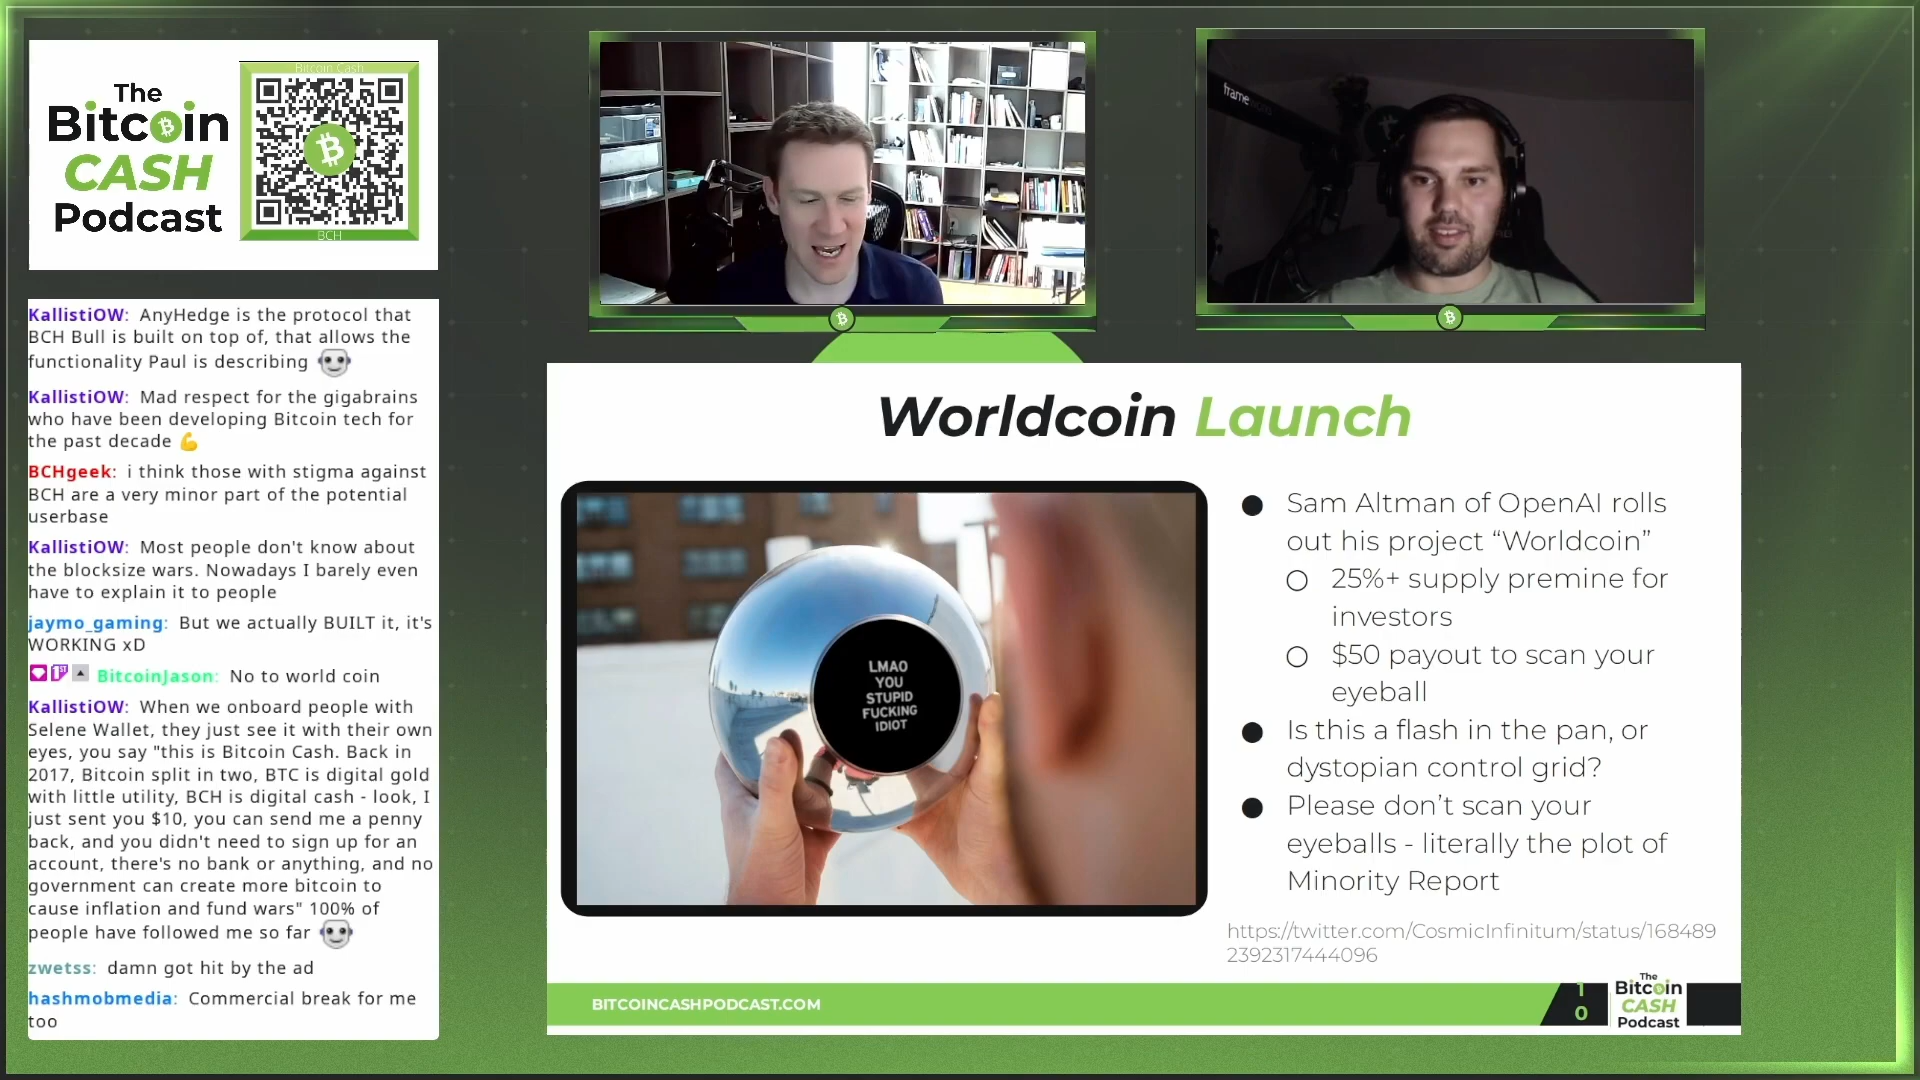 The
Bitcoin
CASH
Podcast
Bitcoin Cash
BCH
frame
KallistiOW: AnyHedge is the protocol that
BCH Bull is built on top of, that allows the
functionality Paul is describing
KallistiOW: Mad respect for the gigabrains
who have been developing Bitcoin tech for
the past decade 💪
BCHgeek: i think those with stigma against
BCH are a very minor part of the potential
userbase
KallistiOW: Most people don't know about
the blocksize wars. Nowadays I barely even
have to explain it to people
jaymo_gaming: But we actually BUILT it, it's
WORKING xD
BitcoinJason: No to world coin
KallistiOW: When we onboard people with
Selene Wallet, they just see it with their own
eyes, you say "this is Bitcoin Cash. Back in
2017, Bitcoin split in two, BTC is digital gold
with little utility, BCH is digital cash - look, I
just sent you $10, you can send me a penny
back, and you didn't need to sign up for an
account, there's no bank or anything, and no
government can create more bitcoin to
cause inflation and fund wars" 100% of
people have followed me so far
zwetss: damn got hit by the ad
hashmobmedia: Commercial break for me
too
Worldcoin Launch
LMAO
YOU
STUPID
FUCKING
IDIOT
● Sam Altman of OpenAI rolls
out his project “Worldcoin”
○ 25%+ supply premine for
investors
○ $50 payout to scan your
eyeball
● Is this a flash in the pan, or
dystopian control grid?
● Please don’t scan your
eyeballs - literally the plot of
Minority Report
https://twitter.com/CosmicInfinitum/status/168489
2392317444096
BITCOINCASHPODCAST.COM
1
0
The
Bitcoin
CASH
Podcast